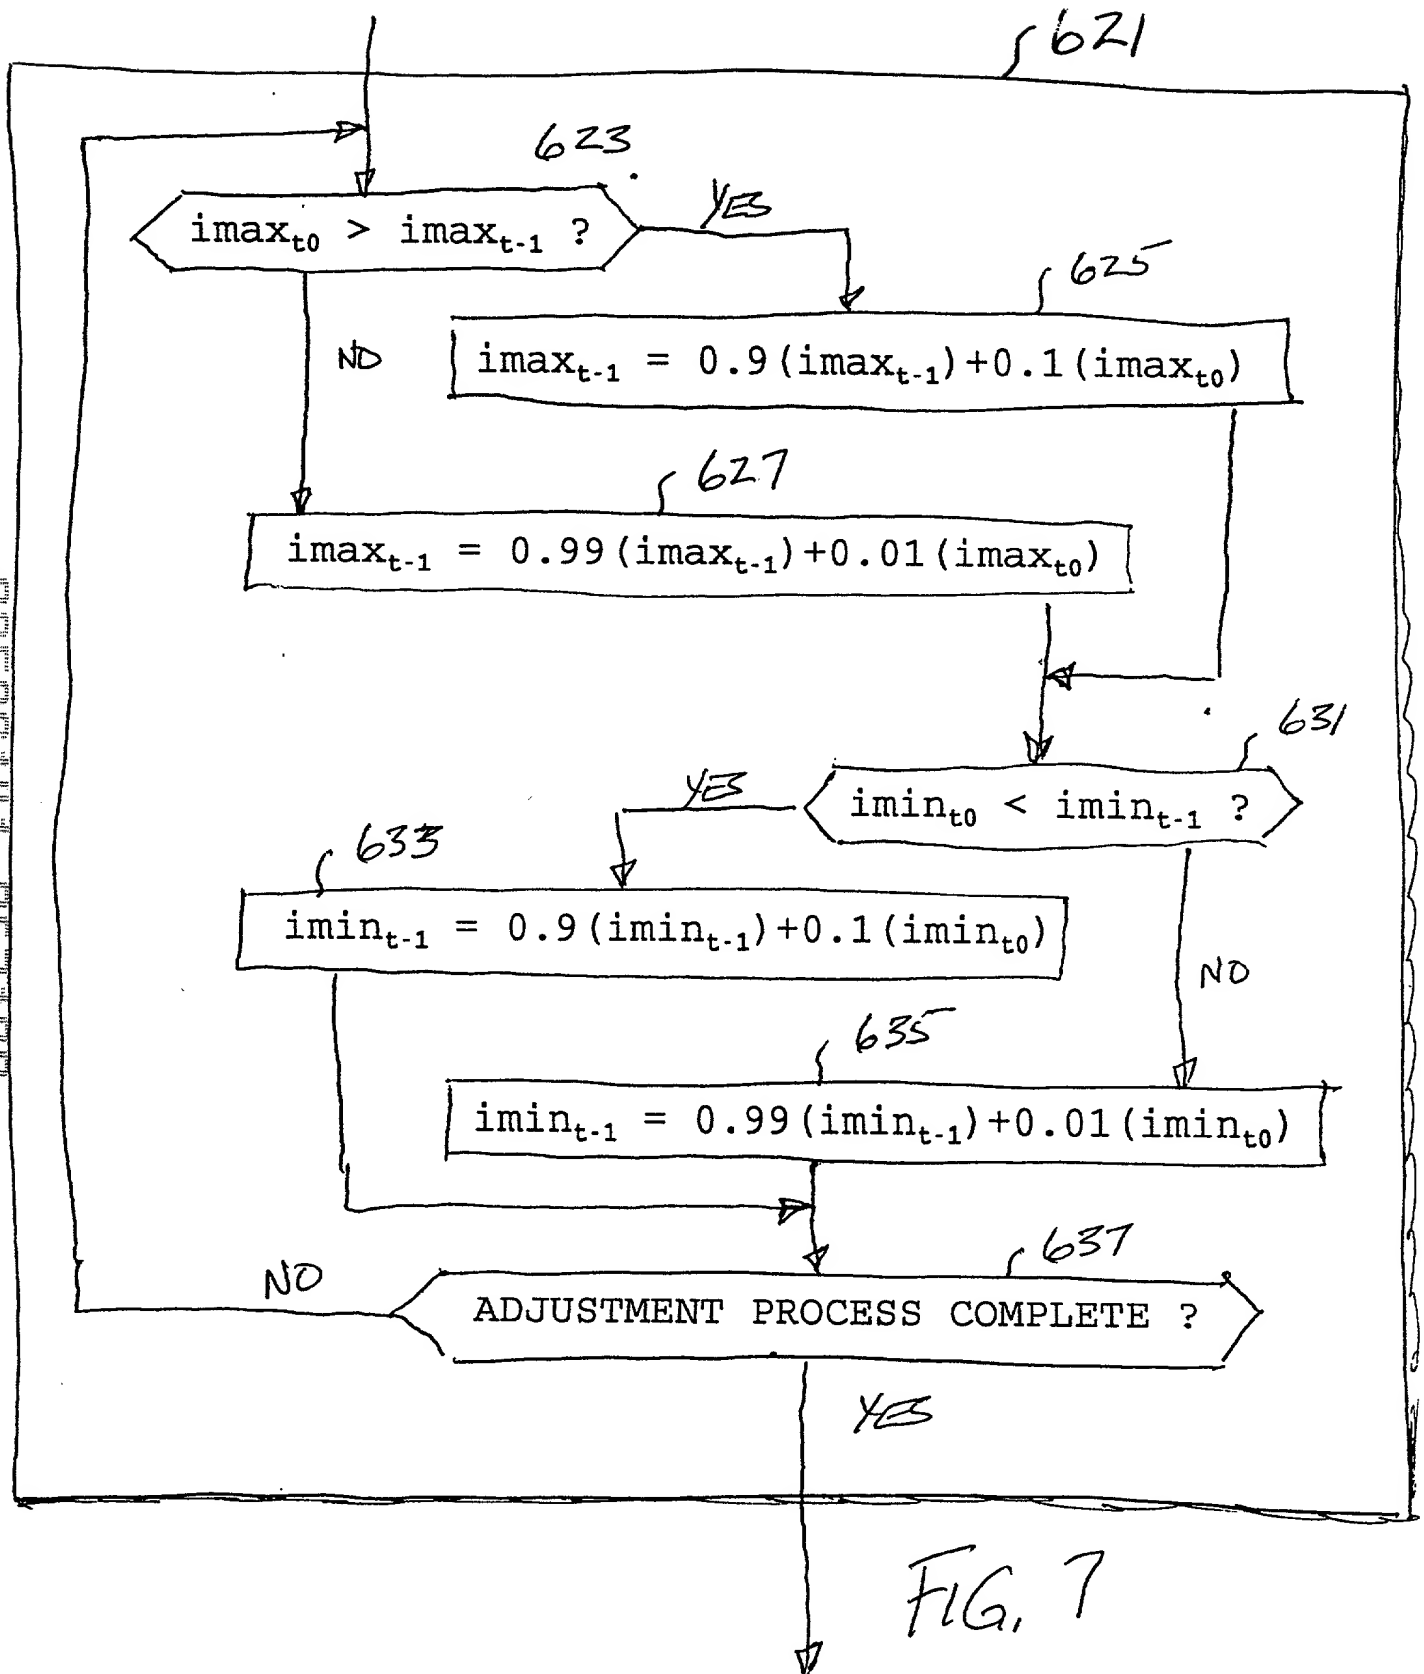 621
623
imax_t0 > imax_t-1 ?
YES
625
NO
imax_t-1 = 0.9(imax_t-1)+0.1(imax_t0)
627
imax_t-1 = 0.99(imax_t-1)+0.01(imax_t0)
631
YES
imin_t0 < imin_t-1 ?
633
imin_t-1 = 0.9(imin_t-1)+0.1(imin_t0)
NO
635
imin_t-1 = 0.99(imin_t-1)+0.01(imin_t0)
637
NO
ADJUSTMENT PROCESS COMPLETE ?
YES
FIG. 7